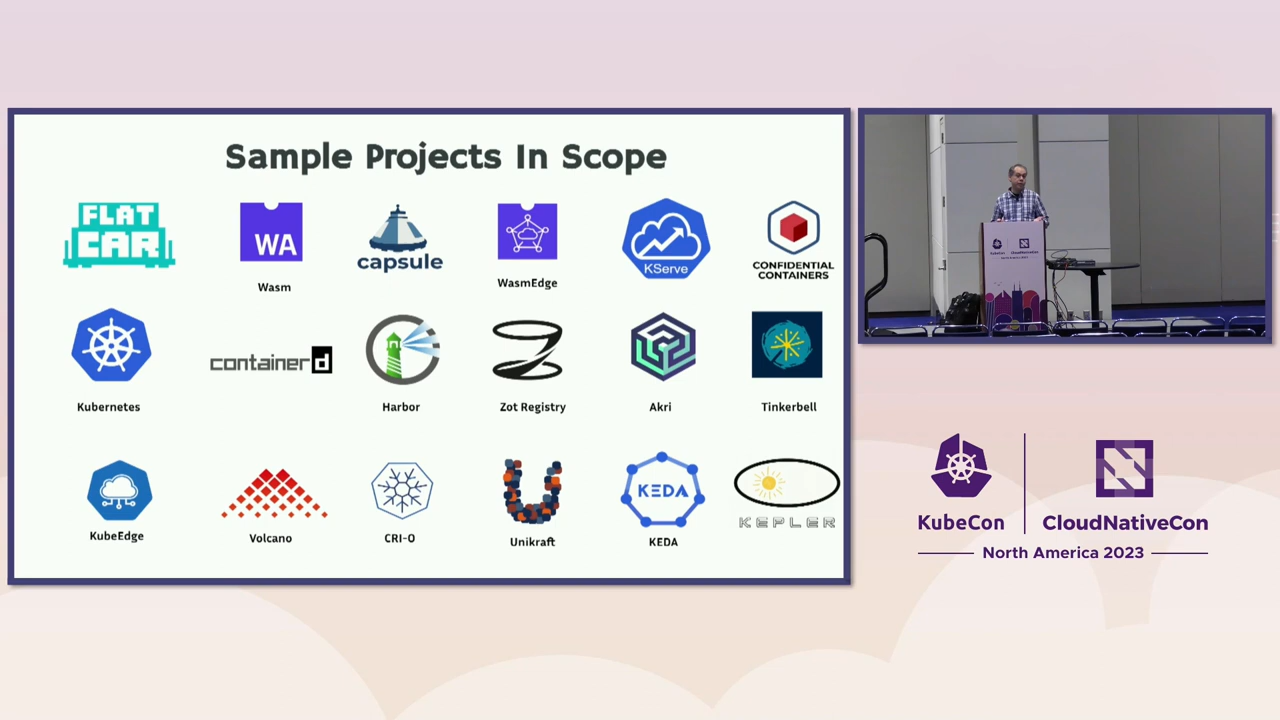 Sample Projects In Scope
FLAT
CAR
WA
Wasm
capsule
WasmEdge
KServe
CONFIDENTIAL
CONTAINERS
Kubernetes
containerd
Harbor
Zot Registry
Akri
Tinkerbell
KubeEdge
Volcano
CRI-O
Unikraft
KEDA
KEDA
KEPLER
KubeCon
CloudNativeCon
North America 2023